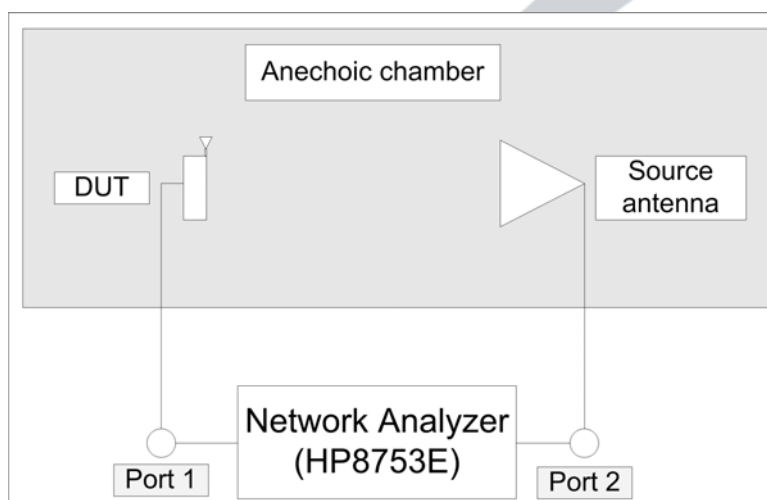 Anechoic chamber
DUT
Source
antenna
Network Analyzer
(HP8753E)
Port 1
Port 2